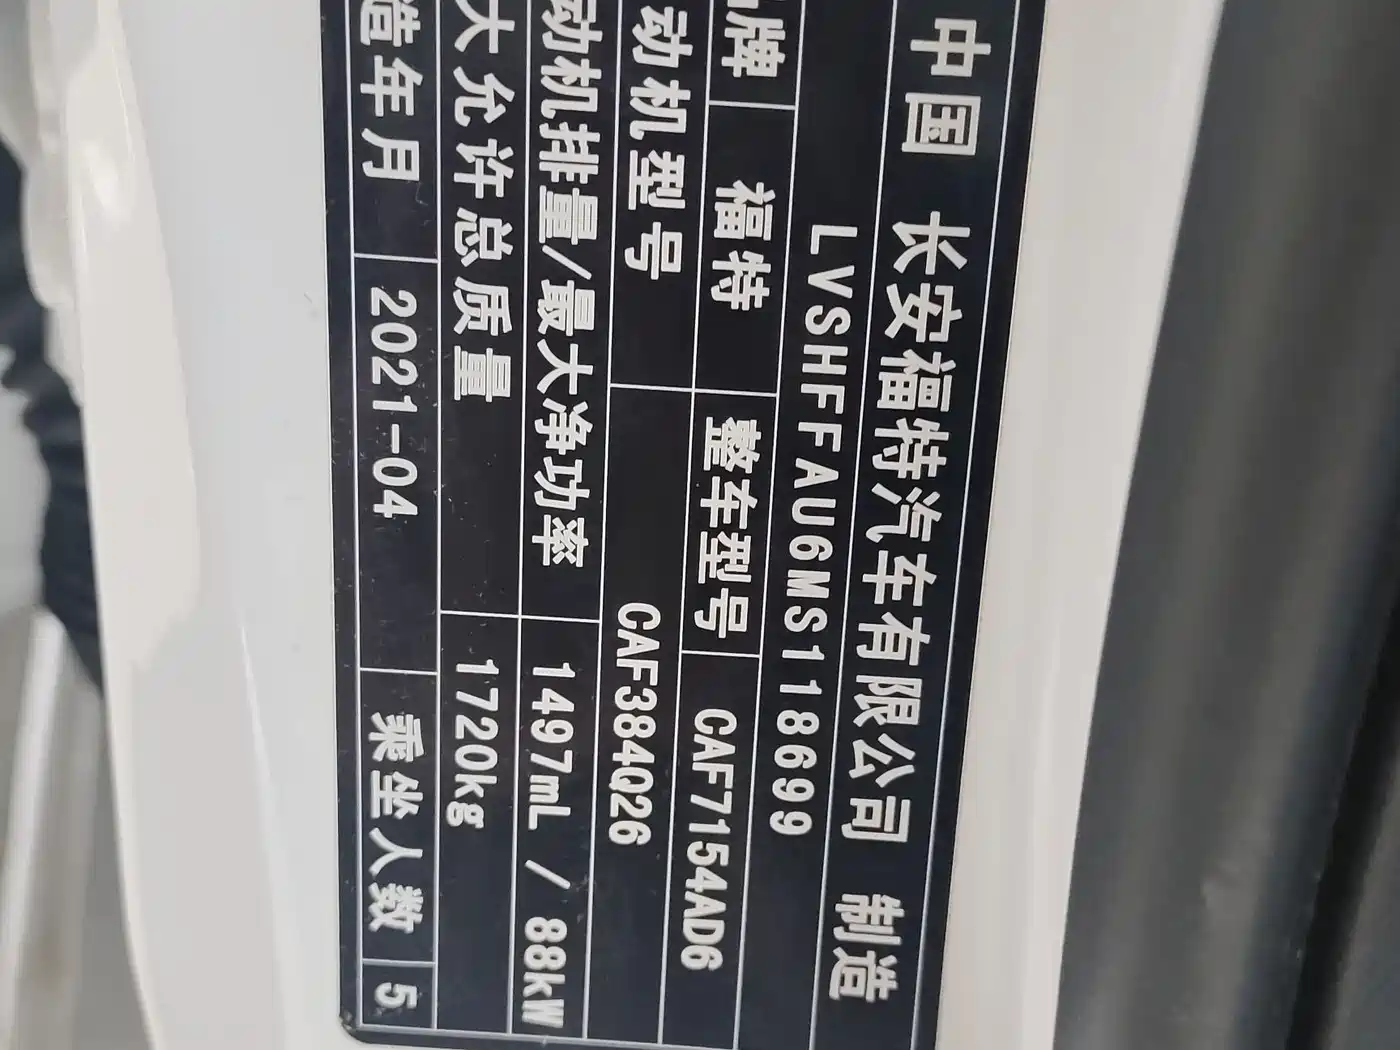 中国 长安福特汽车有限公司 制造
LVSHFFAU6MS118699
品牌 福特 整车型号 CAF7154AD6
动机型号 CAF384Q26
动机排量/最大净功率 1497mL / 88kW
大允许总质量 1720kg
造年月 2021-04 乘坐人数 5